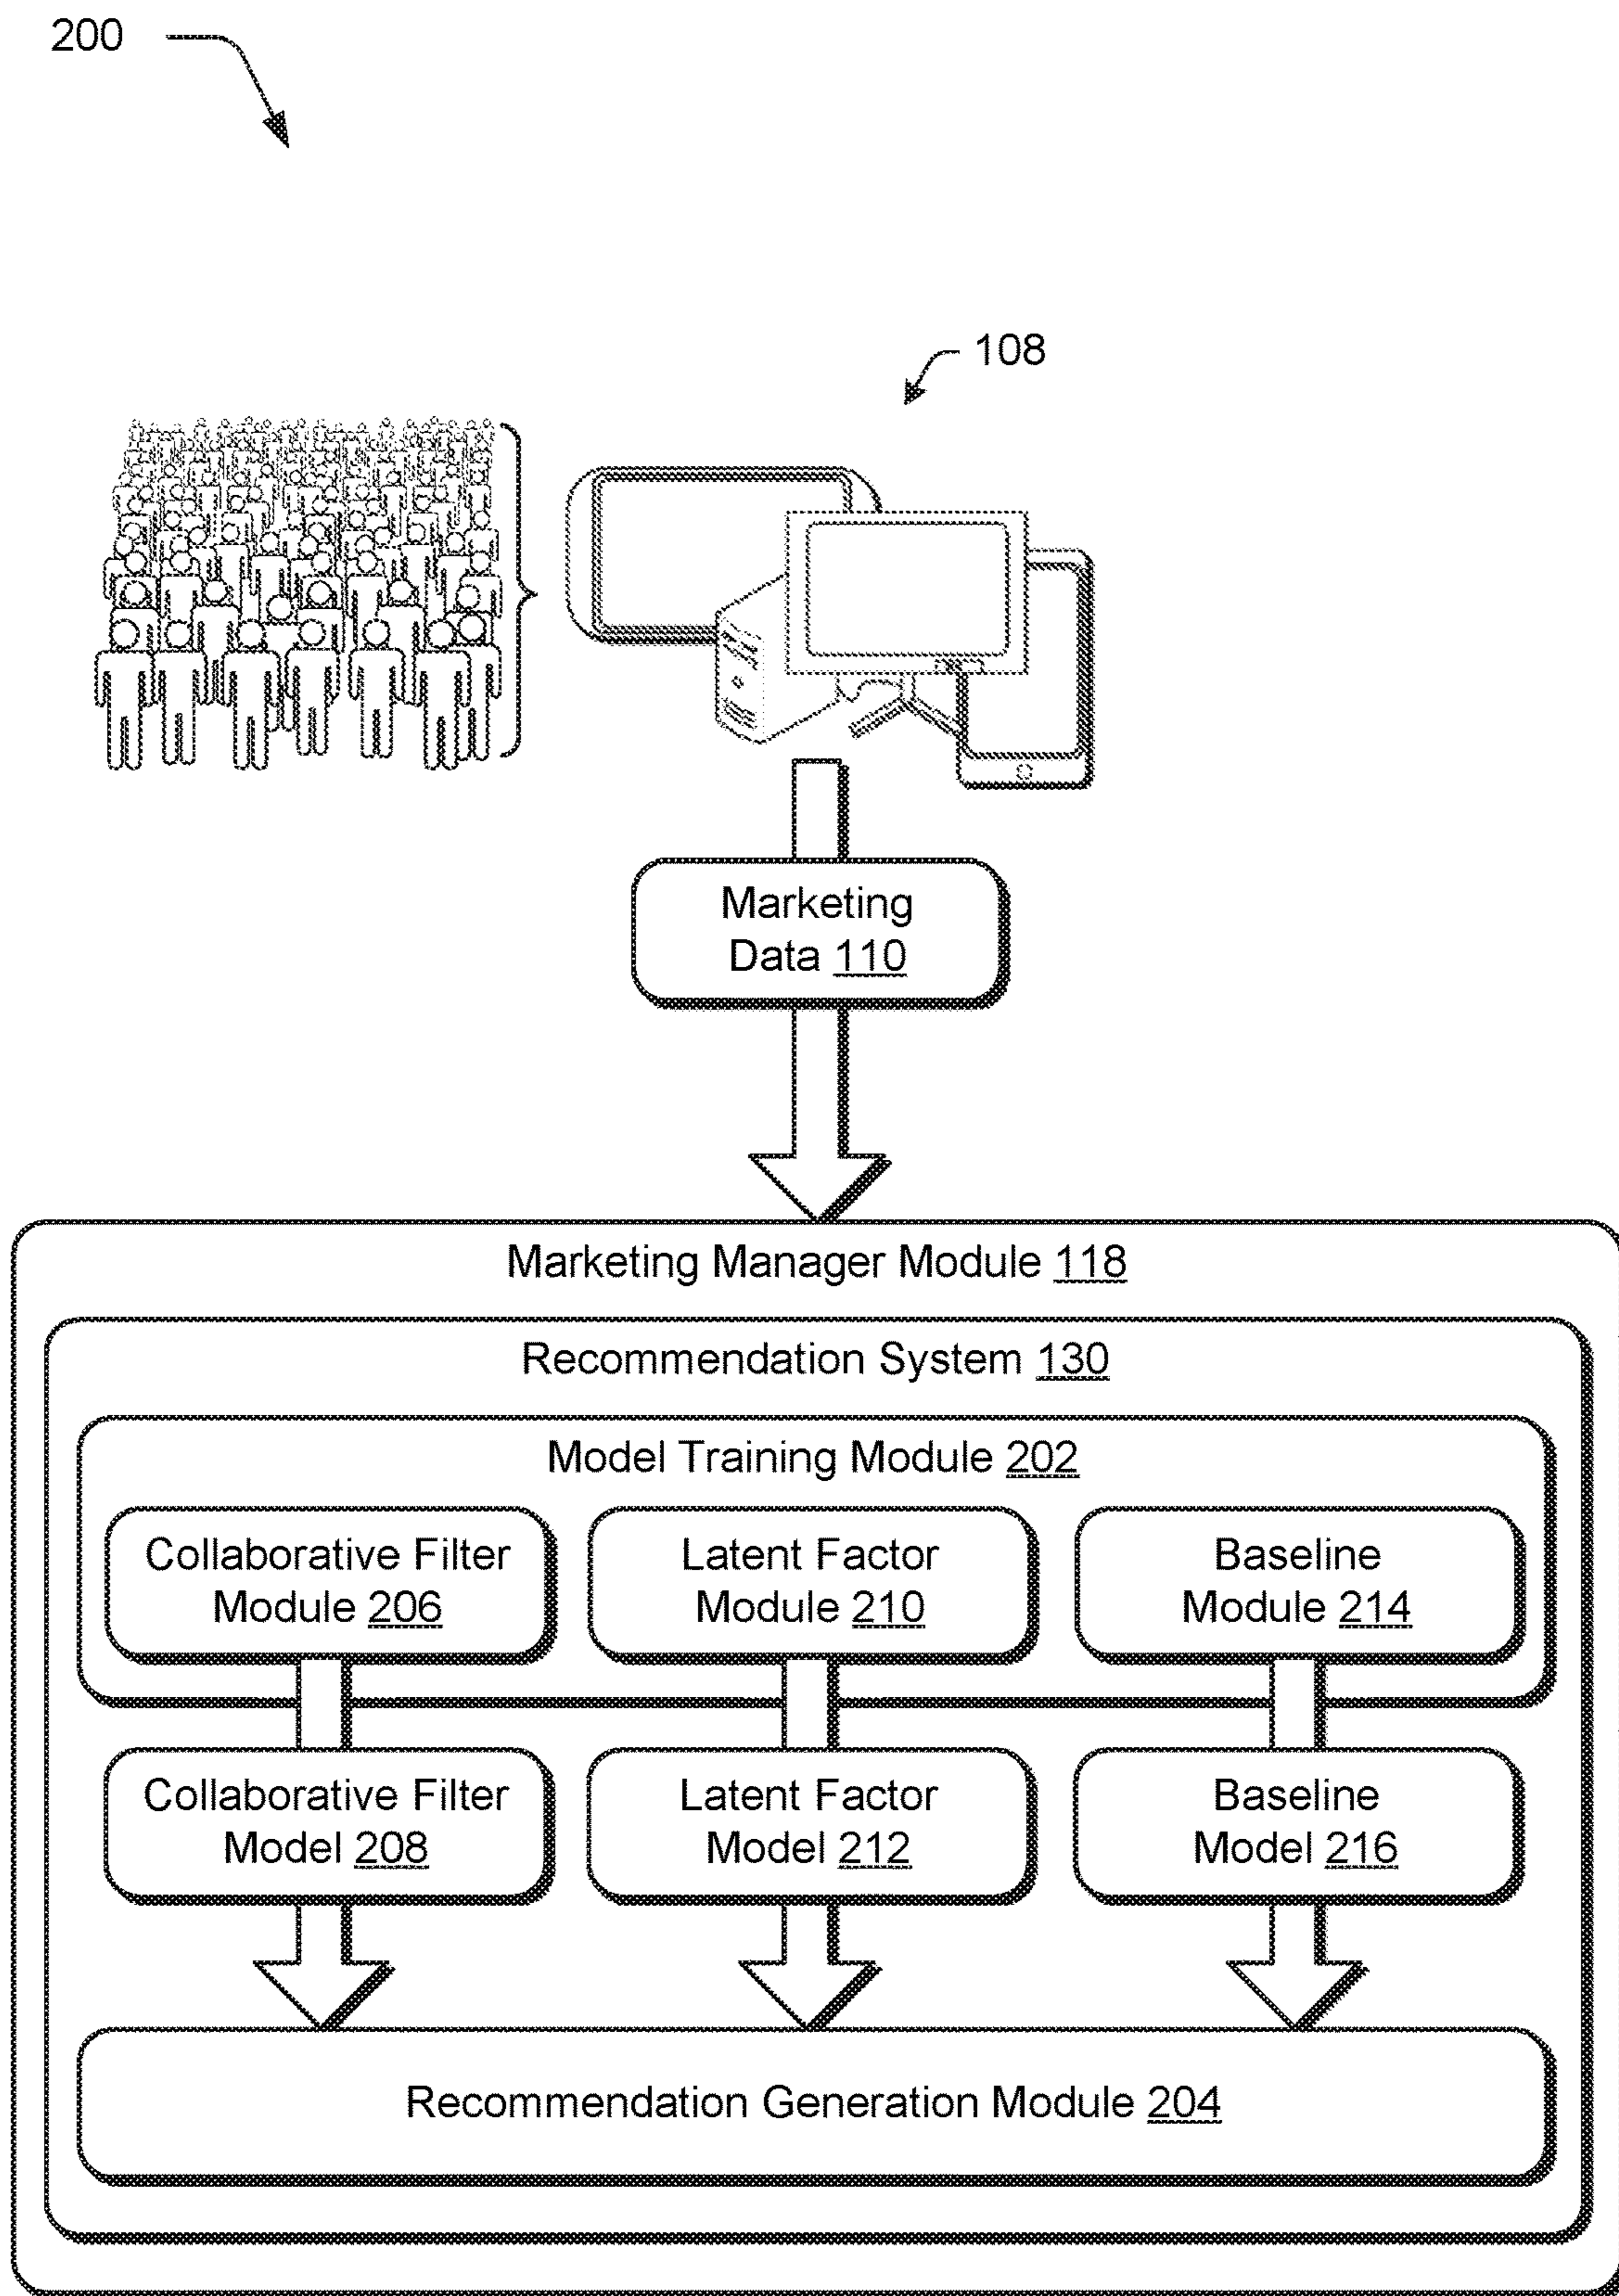 200
108
Marketing
Data 110
Marketing Manager Module 118
Recommendation System 130
Model Training Module 202
Collaborative Filter
Module 206
Latent Factor
Module 210
Baseline
Module 214
Collaborative Filter
Model 208
Latent Factor
Model 212
Baseline
Model 216
Recommendation Generation Module 204